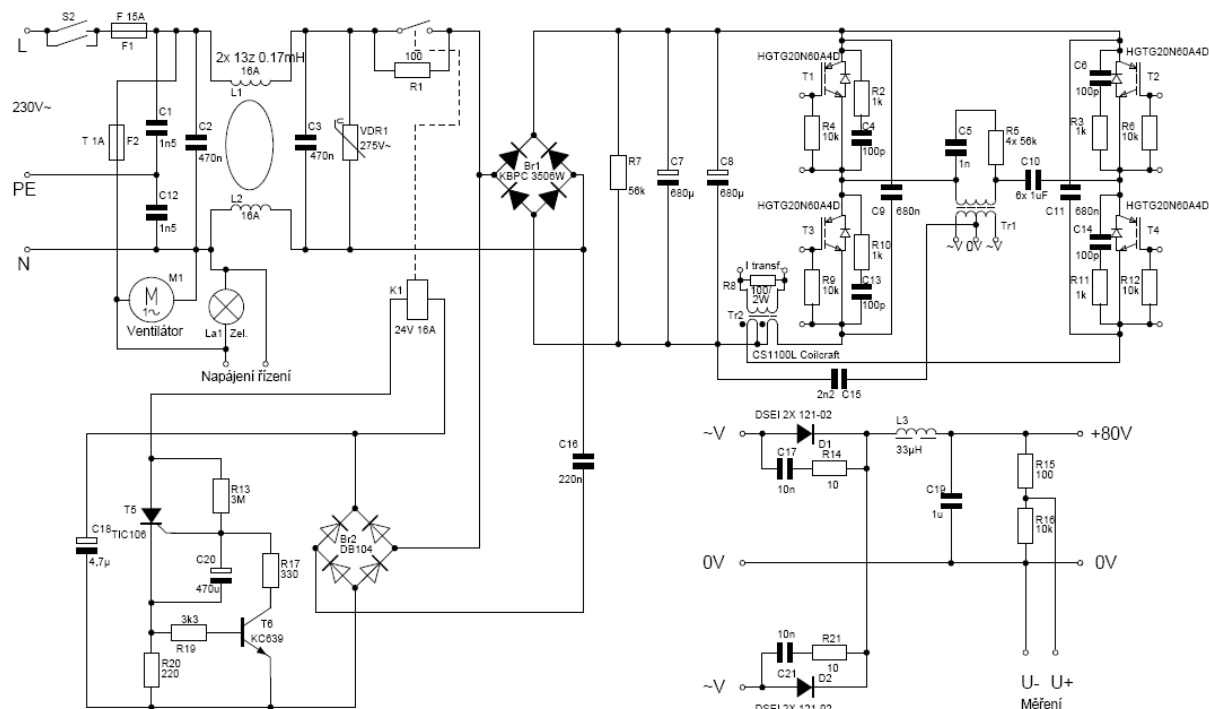 S2
F 15A
L
F1
2x 13z 0.17mH
16A
L1
100
R1
230V~
T 1A
F2
C1
1n5
C2
470n
C3
470n
VDR1
275V~
PE
C12
1n5
L2
16A
N
M1
M
1~
Ventilátor
La1
Zel.
Napájení řízení
K1
24V 16A
Br1
KBPC 3506W
R7
56k
C7
680µ
C8
680µ
HGTG20N60A4D
T1
R2
1k
R4
10k
C4
100p
C5
1n
R5
4x 56k
C10
6x 1uF
HGTG20N60A4D
C6
100p
T2
R3
1k
R6
10k
HGTG20N60A4D
T3
C9
680n
Tr1
~V 0V ~V
C11
680n
HGTG20N60A4D
C14
100p
T4
R10
1k
R9
10k
C13
100p
R11
1k
R12
10k
I transf.
R8
100/
2W
Tr2
CS1100L Coilcraft
2n2
C15
C16
220n
R13
3M
T5
TIC106
C18
4,7µ
C20
470u
R17
330
3k3
R19
T6
KC639
R20
220
Br2
DB104
DSEI 2X 121-02
~V
D1
C17
10n
R14
10
L3
33µH
+80V
R15
100
C19
1u
R16
10k
0V
0V
10n
R21
10
C21
D2
~V
DSEI 2X 121-02
U- U+
Měření